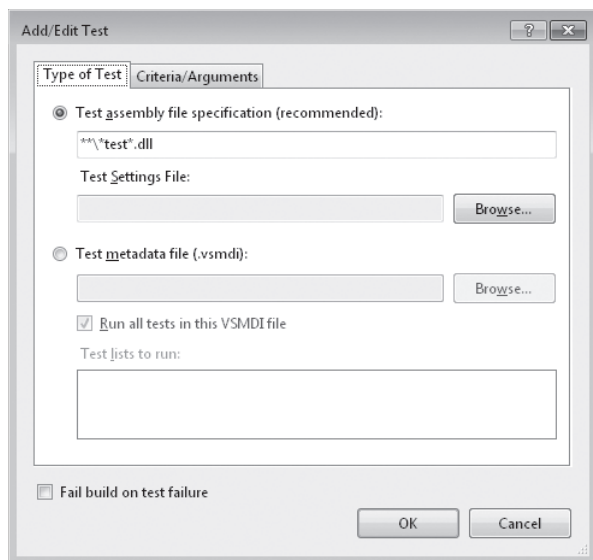 Add/Edit Test
Type of Test
Criteria/Arguments
Test assembly file specification (recommended):
**\*test*.dll
Test Settings File:
Browse...
Test metadata file (.vsmdi):
Browse...
Run all tests in this VSMDI file
Test lists to run:
Fail build on test failure
OK
Cancel